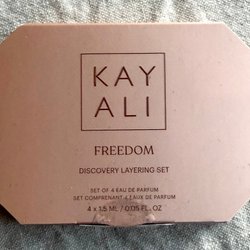 KAY
ALI
FREEDOM
DISCOVERY LAYERING SET
SET OF 4 EAU DE PARFUM
SET COMPRENANT 4 EAUX DE PARFUM
4 x 1.5 ML / 0.05 FL. OZ